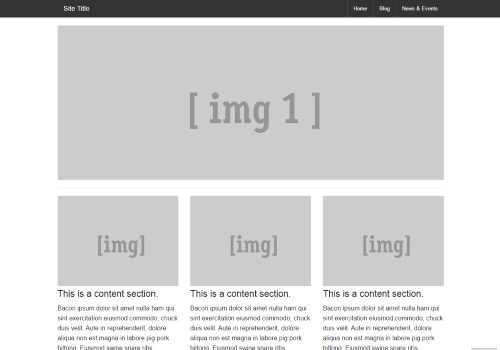 Site Title
Home Blog News & Events
[ img 1 ]
[img] [img] [img]
This is a content section. This is a content section. This is a content section.
Bacon ipsum dolor sit amet nulla ham qui
sint exercitation eiusmod commodo, chuck
duis velit. Aute in reprehenderit, dolore
aliqua non est magna in labore pig pork
biltong. Eiusmod swine spare ribs
Bacon ipsum dolor sit amet nulla ham qui
sint exercitation eiusmod commodo, chuck
duis velit. Aute in reprehenderit, dolore
aliqua non est magna in labore pig pork
biltong. Eiusmod swine spare ribs
Bacon ipsum dolor sit amet nulla ham qui
sint exercitation eiusmod commodo, chuck
duis velit. Aute in reprehenderit, dolore
aliqua non est magna in labore pig pork
biltong. Eiusmod swine spare ribs